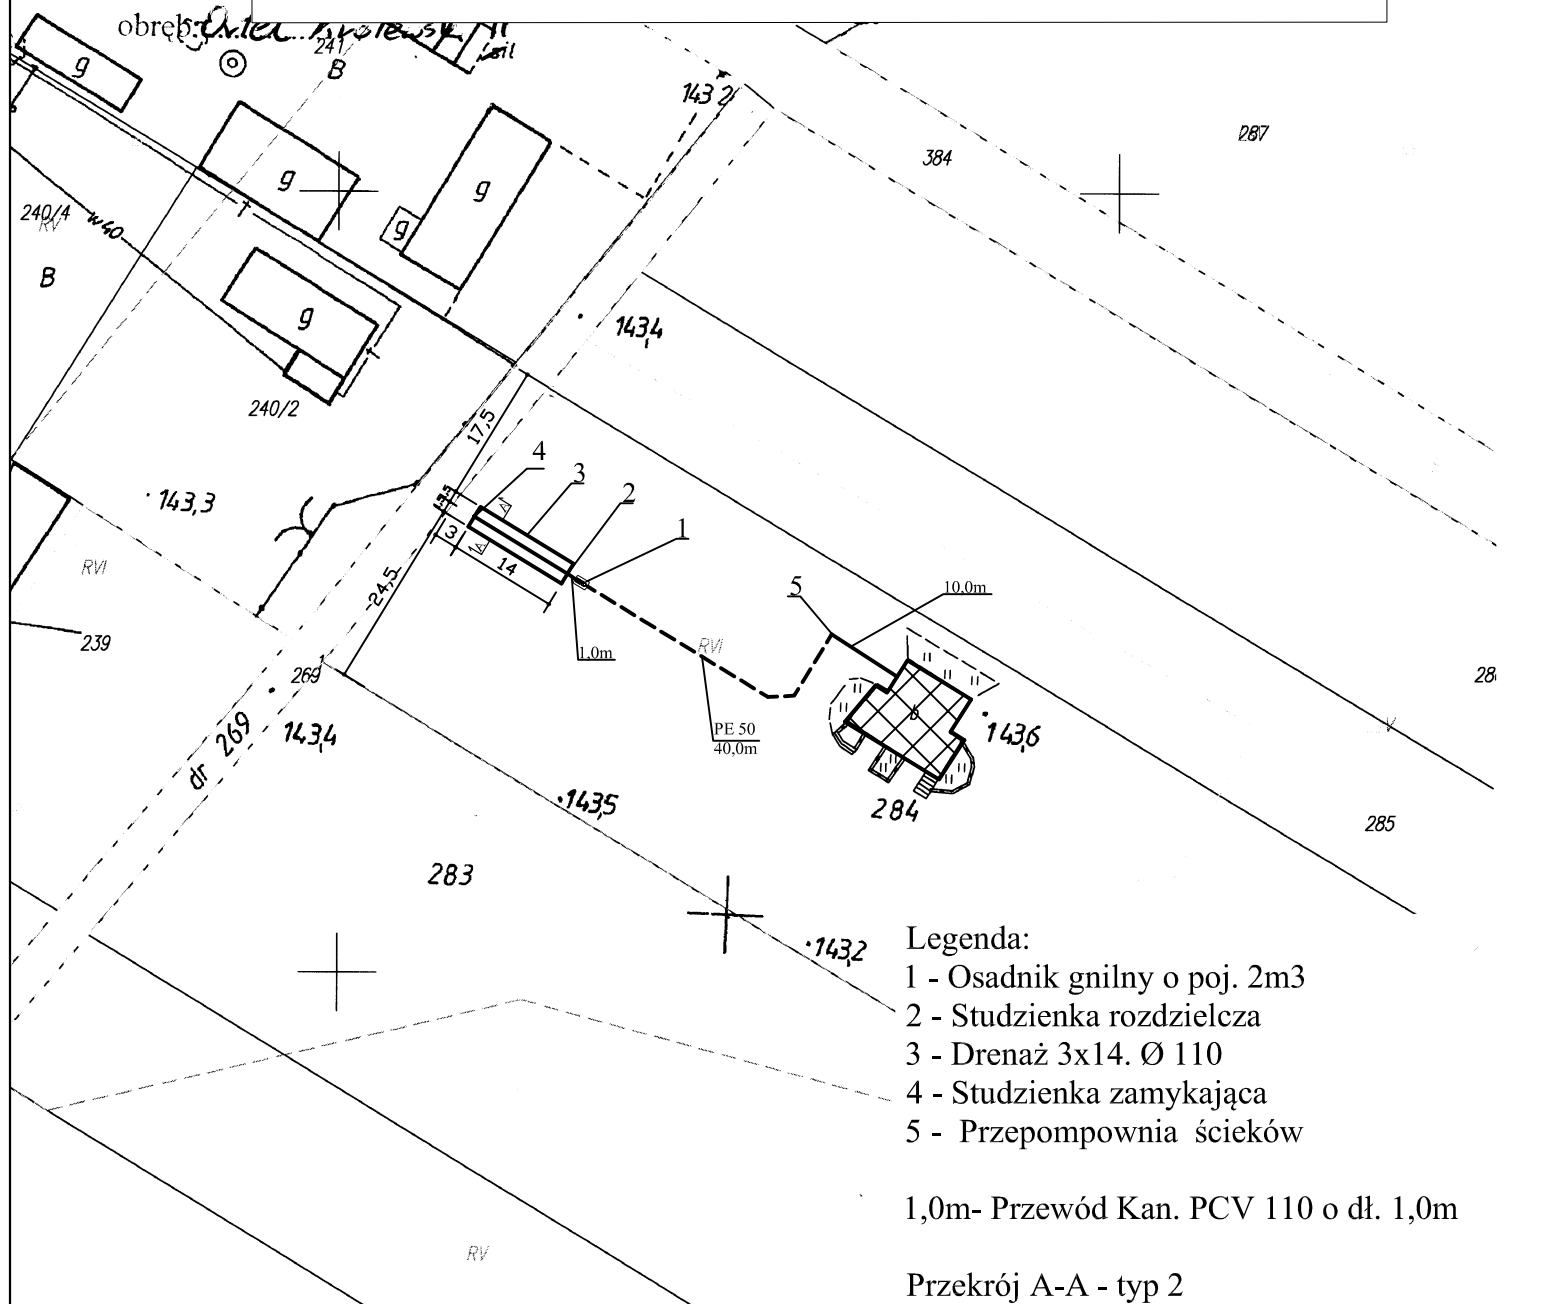 obręb:
241
B
g
143 2
384
287
g
g
g
240/4
RV
w40
B
g
143,4
240/2
17,5
4
3
2
1
143,3
3
14
24,5
RVI
5
10,0m
239
1,0m
RVI
269
b
143,6
143,4
dr 269
PE 50
40,0m
V
143,5
284
285
283
143,2
Legenda:
1 - Osadnik gnilny o poj. 2m3
2 - Studzienka rozdzielcza
3 - Drenaż 3x14. Ø 110
4 - Studzienka zamykająca
5 - Przepompownia ścieków
1,0m- Przewód Kan. PCV 110 o dł. 1,0m
RV
Przekrój A-A - typ 2